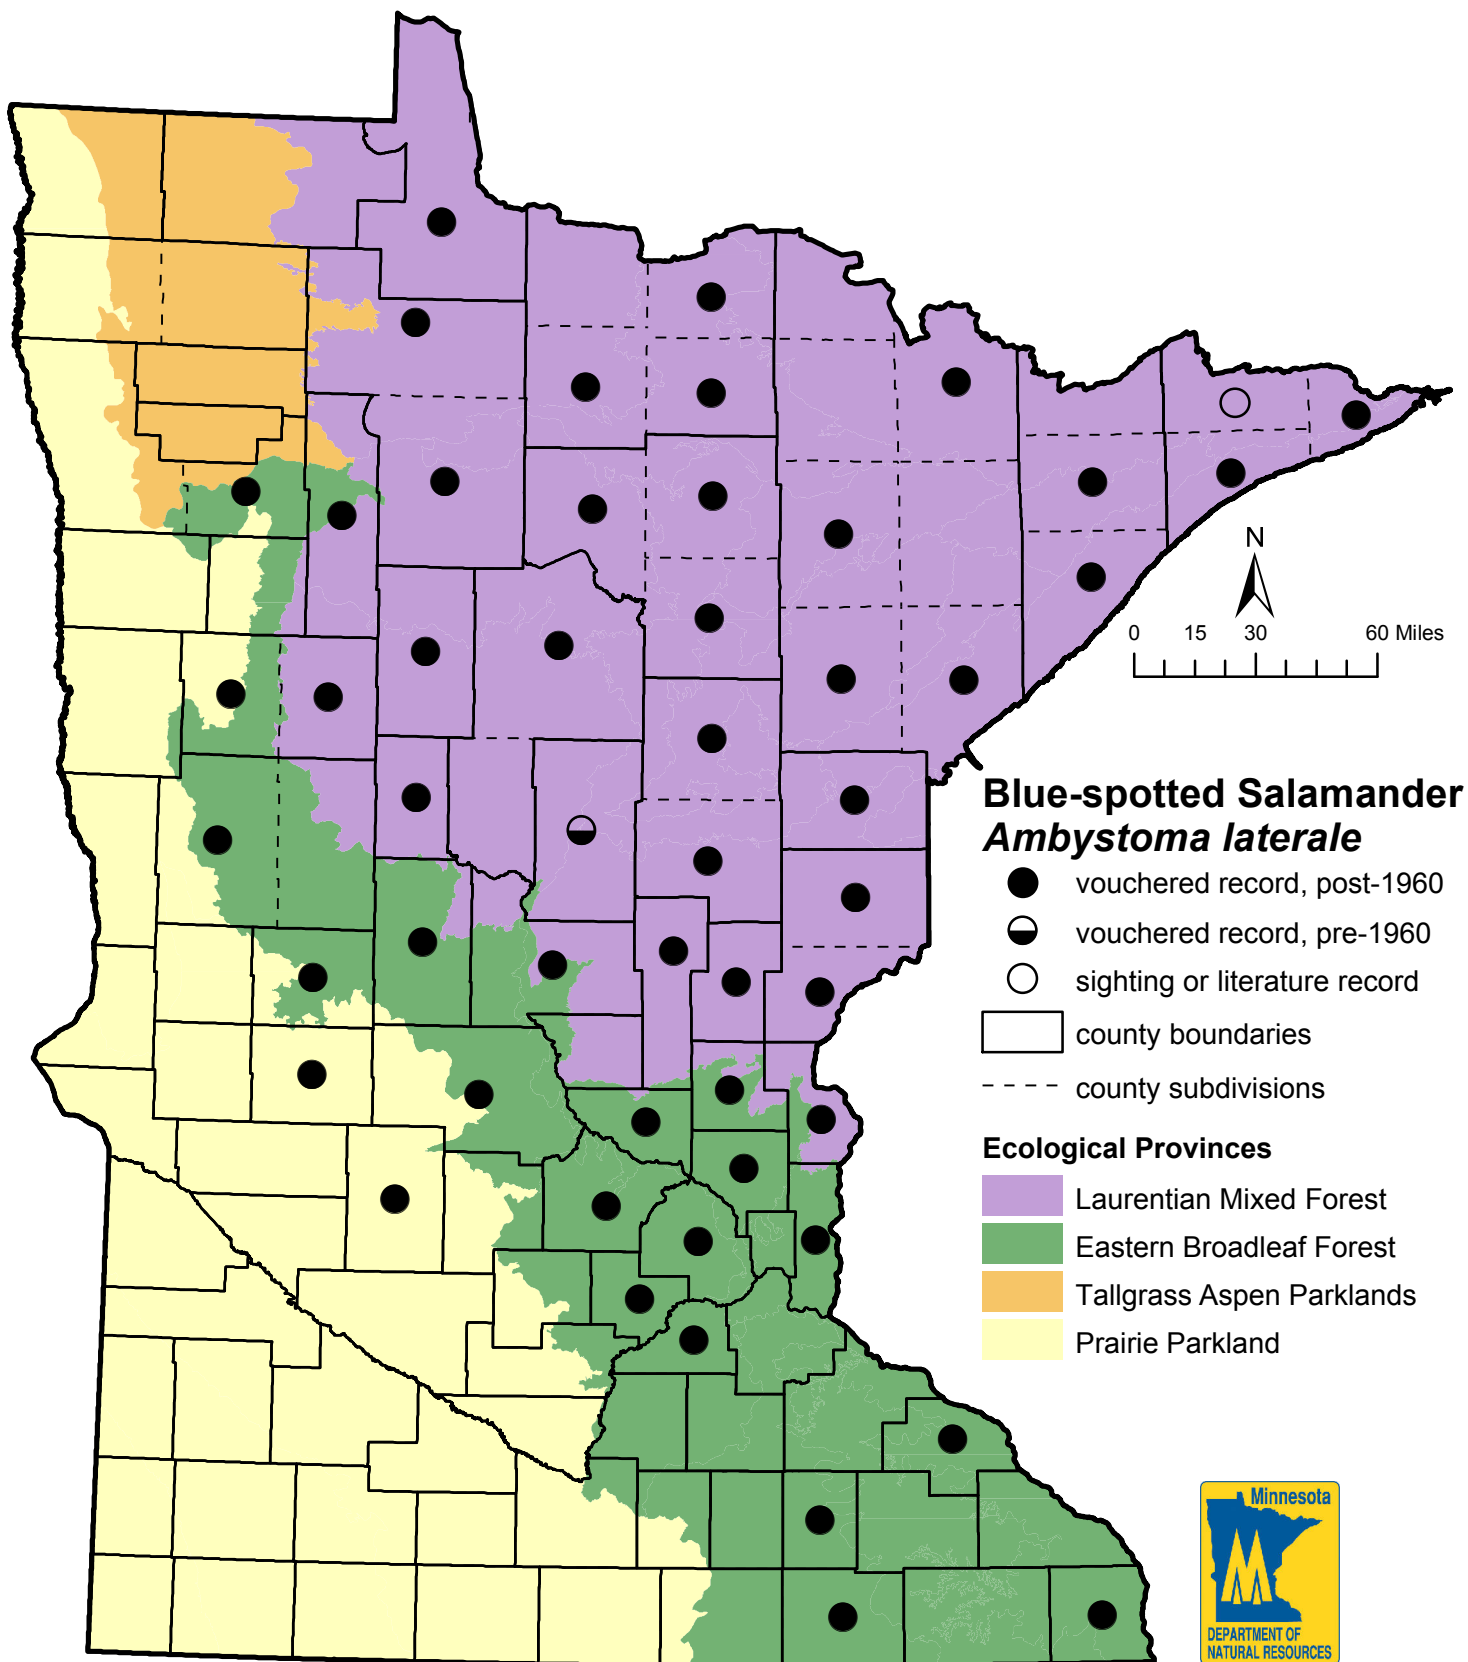 N
0 15 30 60 Miles
Blue-spotted Salamander
Ambystoma laterale
vouchered record, post-1960
vouchered record, pre-1960
sighting or literature record
county boundaries
county subdivisions
Ecological Provinces
Laurentian Mixed Forest
Eastern Broadleaf Forest
Tallgrass Aspen Parklands
Prairie Parkland
Minnesota
DEPARTMENT OF
NATURAL RESOURCES